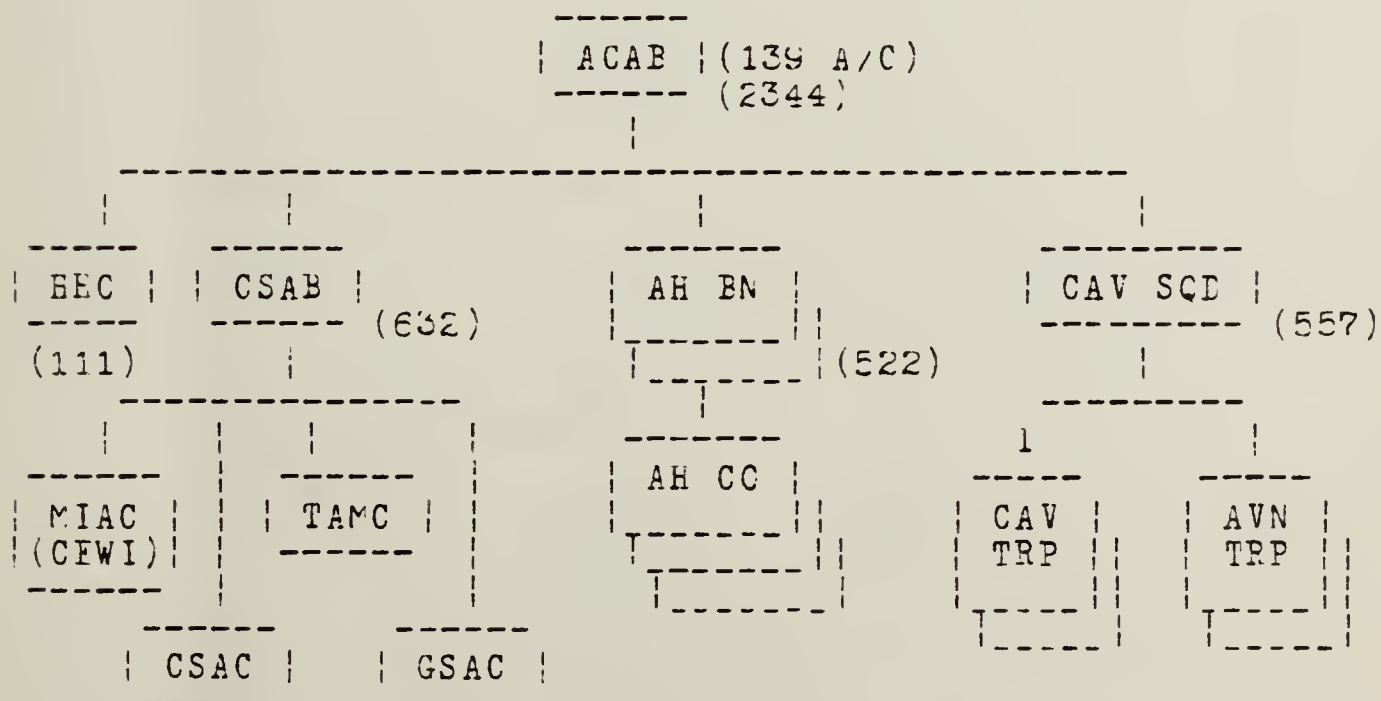 ACAB (139 A/C)
(2344)
HHC CSAB AH BN CAV SQD
(632) (557)
(111) (522)
1
AH CO
MIAC TAMC CAV AVN
(CEWI) TRP TRP
CSAC GSAC